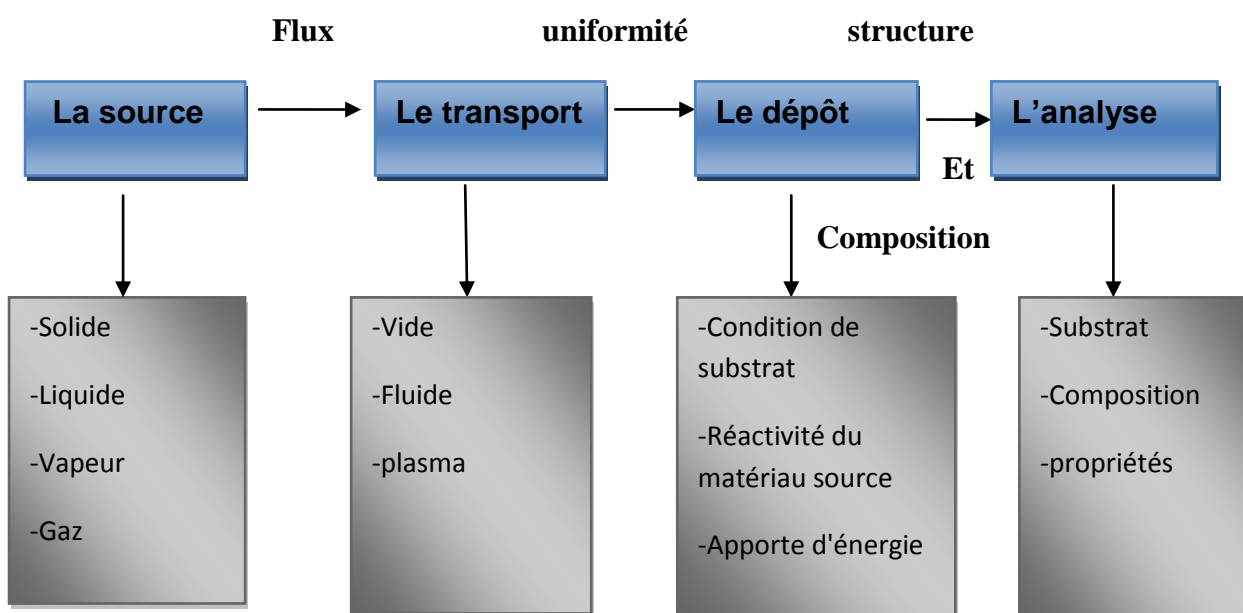 Flux uniformité structure
La source Le transport Le dépôt L'analyse
Et
Composition
-Solide
-Liquide
-Vapeur
-Gaz
-Vide
-Fluide
-plasma
-Condition de
substrat
-Réactivité du
matériau source
-Apporte d'énergie
-Substrat
-Composition
-propriétés